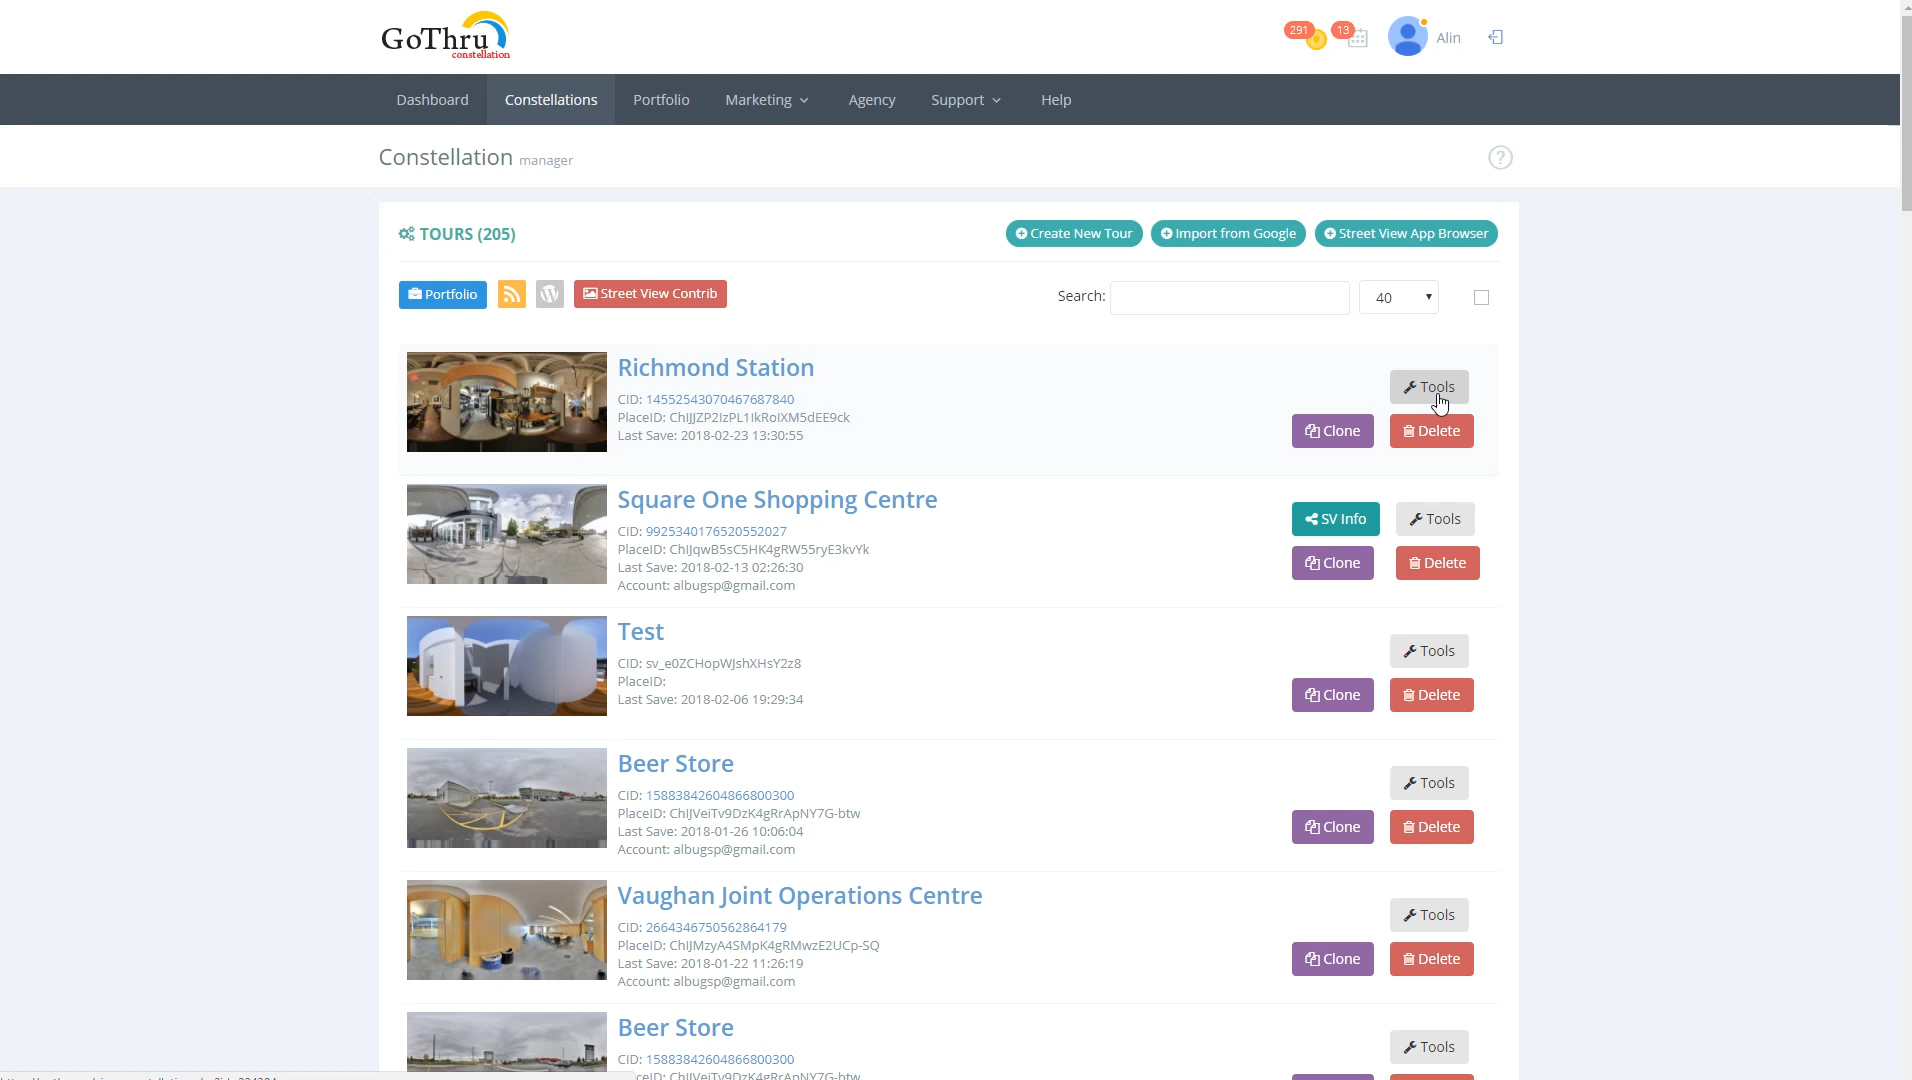 GoThru
constellation
291
13
Alin
Dashboard Constellations Portfolio Marketing Agency Support Help
Constellation manager
?
TOURS (205)
Create New Tour Import from Google Street View App Browser
Portfolio Street View Contrib Search: 40
Richmond Station
CID: 14552543070467687840
PlaceID: ChIJJZP2IzPL1IkRoIXM5dEE9ck
Last Save: 2018-02-23 13:30:55
Tools
Clone Delete
Square One Shopping Centre
CID: 9925340176520552027
PlaceID: ChIJqwB5sC5HK4gRW55ryE3kvYk
Last Save: 2018-02-13 02:26:30
Account: albugsp@gmail.com
SV Info Tools
Clone Delete
Test
CID: sv_e0ZCHopWJshXHsY2z8
PlaceID:
Last Save: 2018-02-06 19:29:34
Tools
Clone Delete
Beer Store
CID: 15883842604866800300
PlaceID: ChIJVeiTv9DzK4gRrApNY7G-btw
Last Save: 2018-01-26 10:06:04
Account: albugsp@gmail.com
Tools
Clone Delete
Vaughan Joint Operations Centre
CID: 2664346750562864179
PlaceID: ChIJMzyA4SMpK4gRMwzE2UCp-SQ
Last Save: 2018-01-22 11:26:19
Account: albugsp@gmail.com
Tools
Clone Delete
Beer Store
CID: 15883842604866800300
ceID: ChIJVeiTv9DzK4gRrApNY7G-btw
Tools